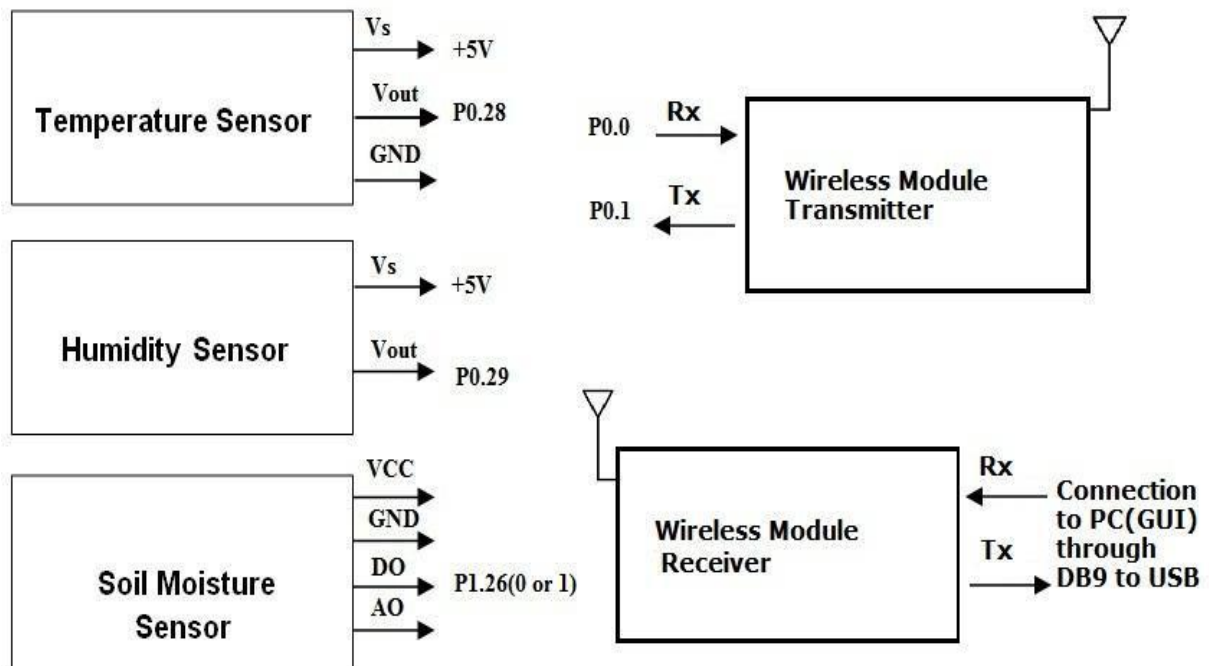 Vs
+5V
Temperature Sensor
Vout
P0.28
GND
Vs
+5V
Humidity Sensor
Vout
P0.29
VCC
GND
Soil Moisture
Sensor
DO
P1.26(0 or 1)
AO
P0.0
Rx
P0.1
Tx
Wireless Module
Transmitter
Wireless Module
Receiver
Rx
Tx
Connection
to PC(GUI)
through
DB9 to USB